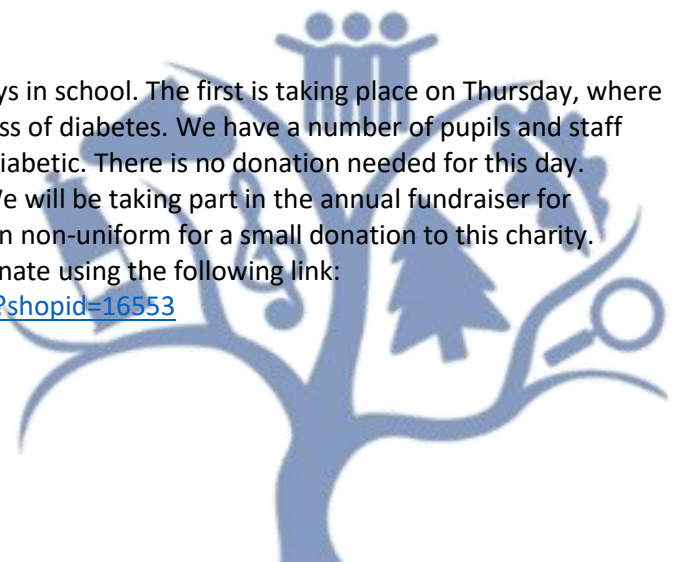 ys in school. The first is taking place on Thursday, where
ss of diabetes. We have a number of pupils and staff
iabetic. There is no donation needed for this day.
e will be taking part in the annual fundraiser for
n non-uniform for a small donation to this charity.
nate using the following link:
?shopid=16553